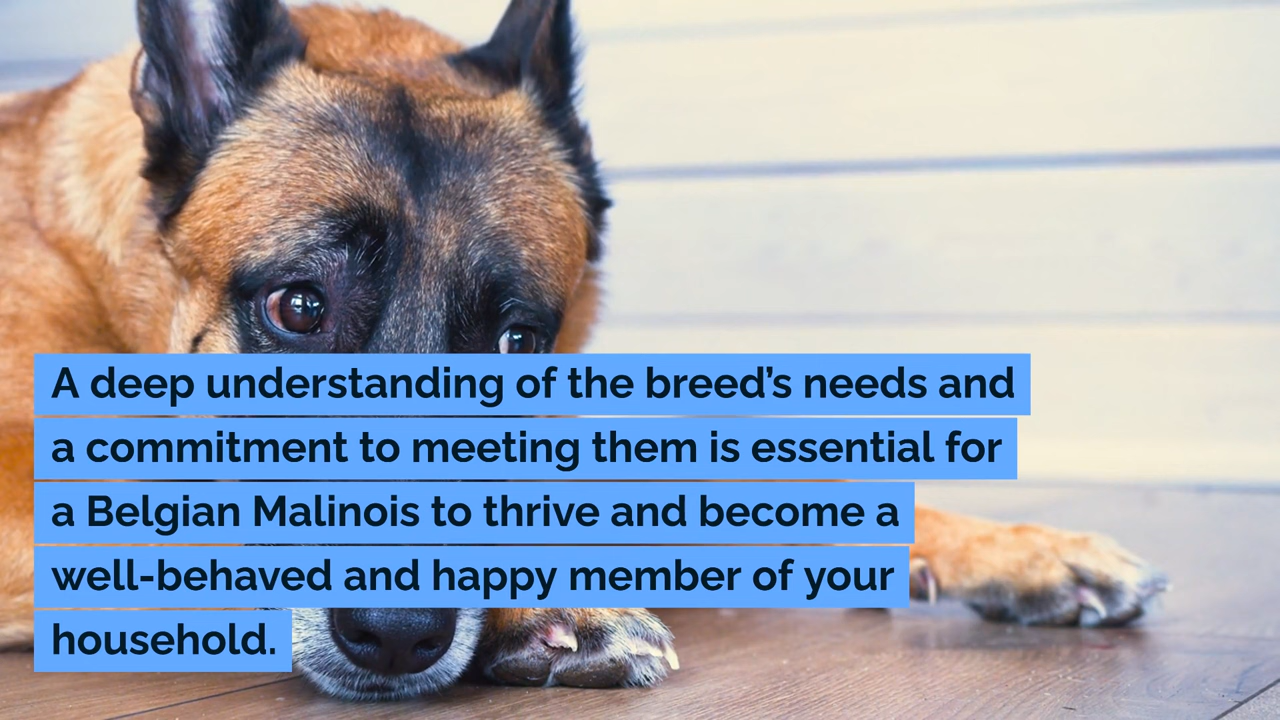 A deep understanding of the breed’s needs and
a commitment to meeting them is essential for
a Belgian Malinois to thrive and become a
well-behaved and happy member of your
household.